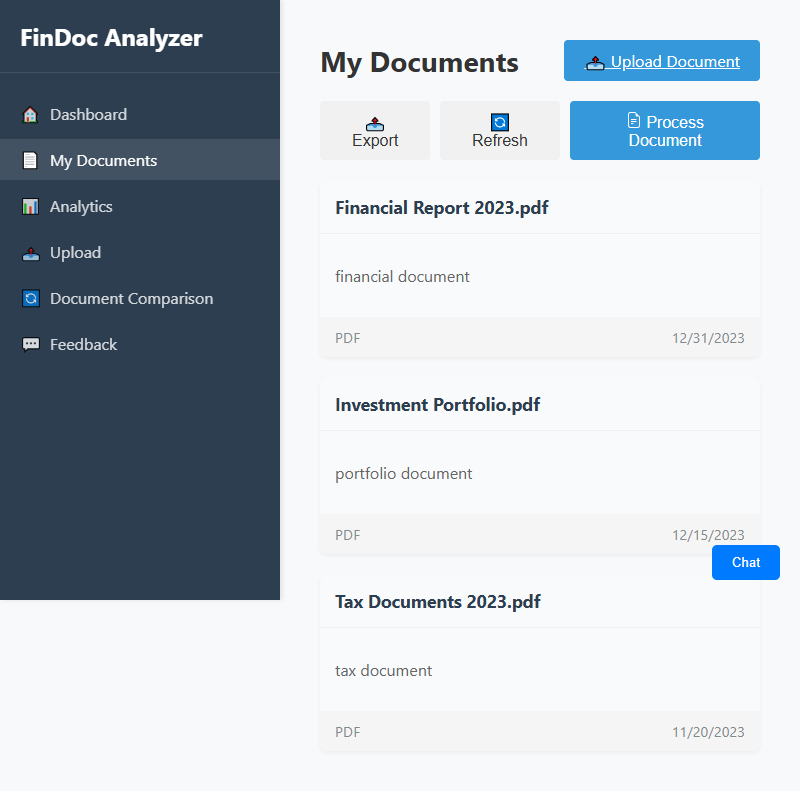 FinDoc Analyzer
Dashboard
My Documents
Analytics
Upload
Document Comparison
Feedback
My Documents
Upload Document
Export
Refresh
Process
Document
Financial Report 2023.pdf
financial document
PDF 12/31/2023
Investment Portfolio.pdf
portfolio document
PDF 12/15/2023
Chat
Tax Documents 2023.pdf
tax document
PDF 11/20/2023